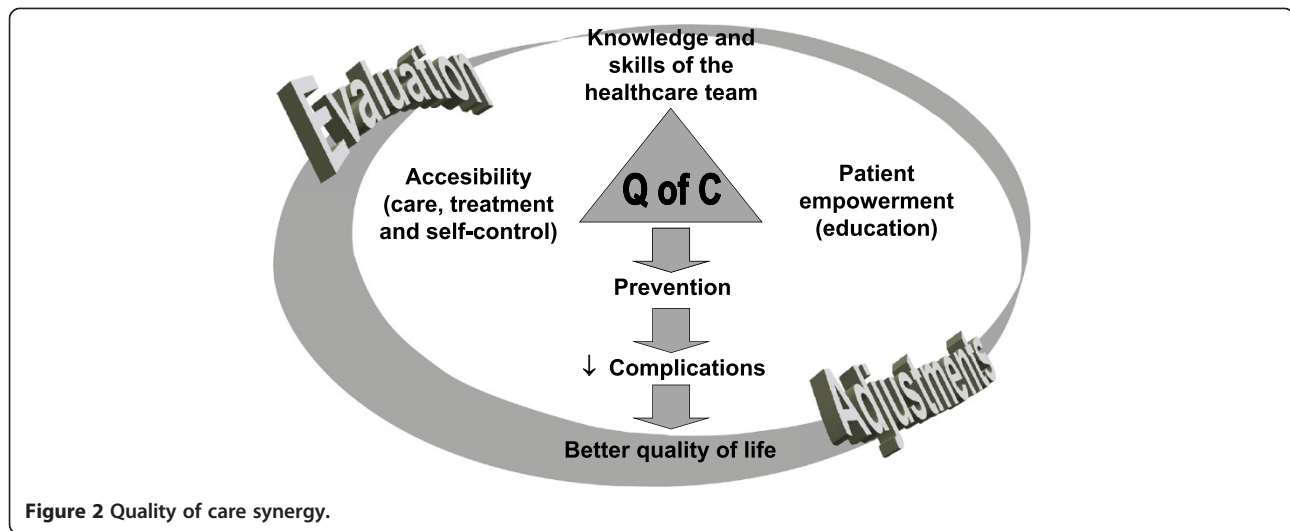 Evaluation
Knowledge and
skills of the
healthcare team
Accesibility
(care, treatment
and self-control)
Q of C
Patient
empowerment
(education)
Prevention
↓ Complications
Adjustments
Better quality of life
Figure 2 Quality of care synergy.